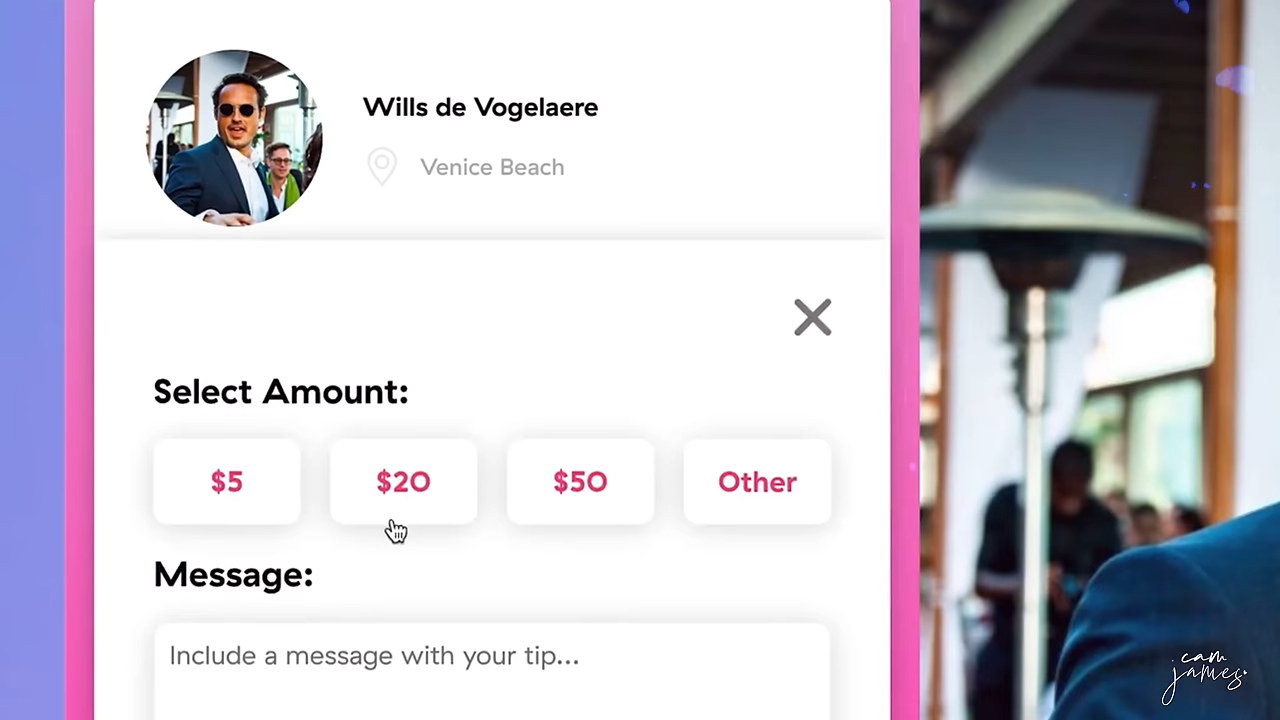 Wills de Vogelaere
Venice Beach
Select Amount:
$5
$20
$50
Other
Message:
Include a message with your tip...
cam
james